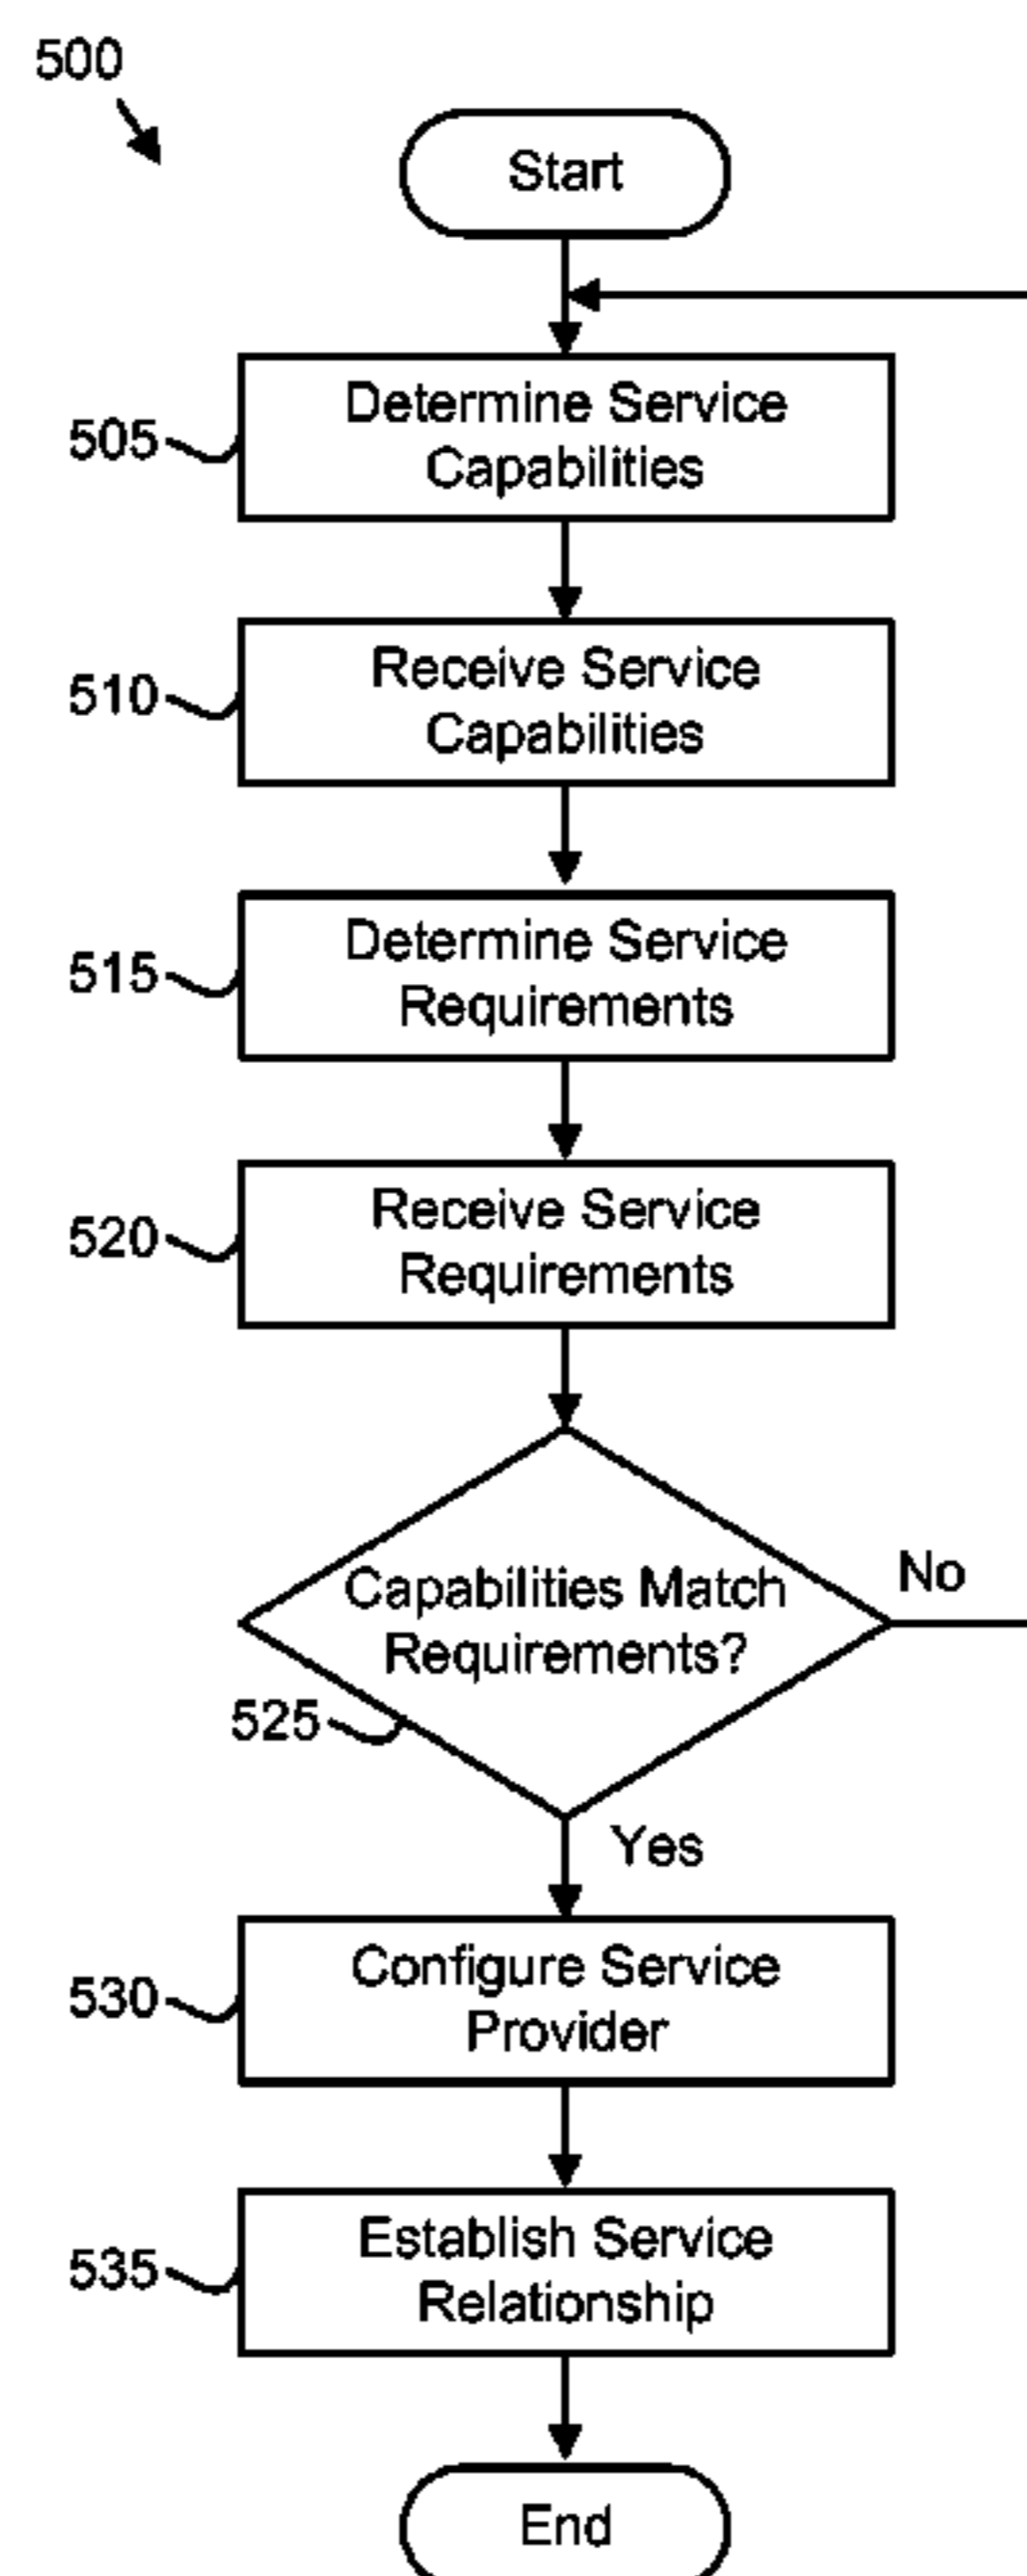 500
Start
505
Determine Service
Capabilities
510
Receive Service
Capabilities
515
Determine Service
Requirements
520
Receive Service
Requirements
Capabilities Match
Requirements?
No
525
Yes
530
Configure Service
Provider
535
Establish Service
Relationship
End